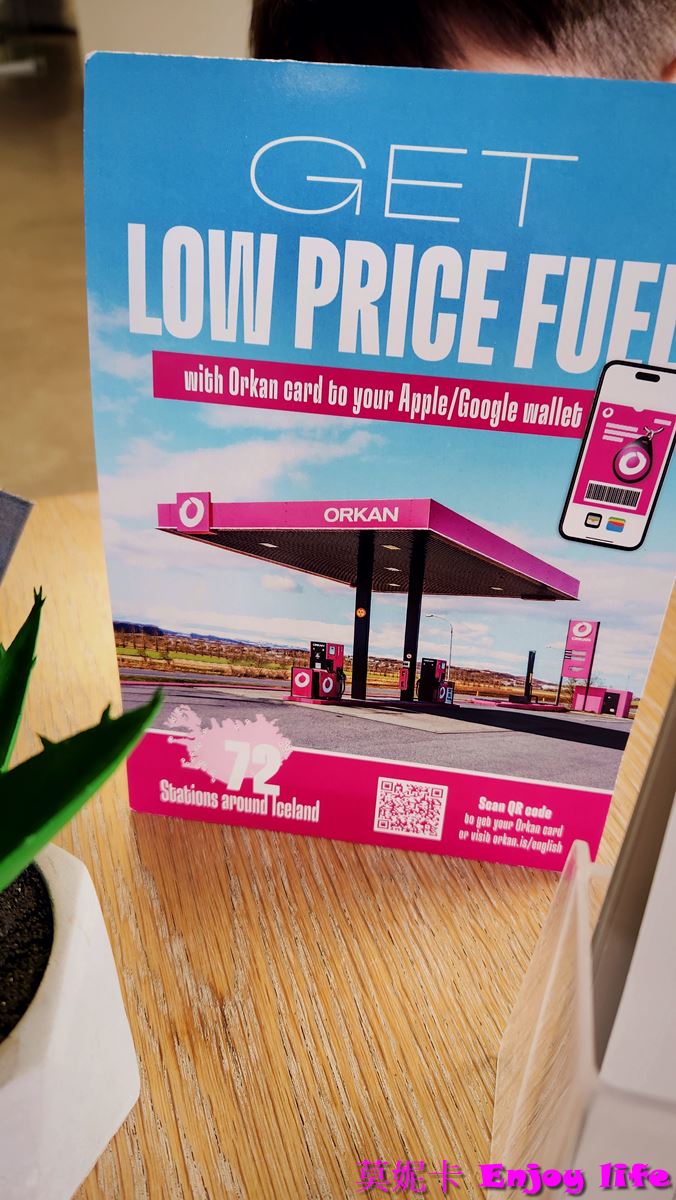 GET
LOW PRICE FUEL
with Orkan card to your Apple/Google wallet
ORKAN
72
Stations around Iceland
Scan QR code
to get your Orkan card
or visit orkan.is/english
莫妮卡 Enjoy life